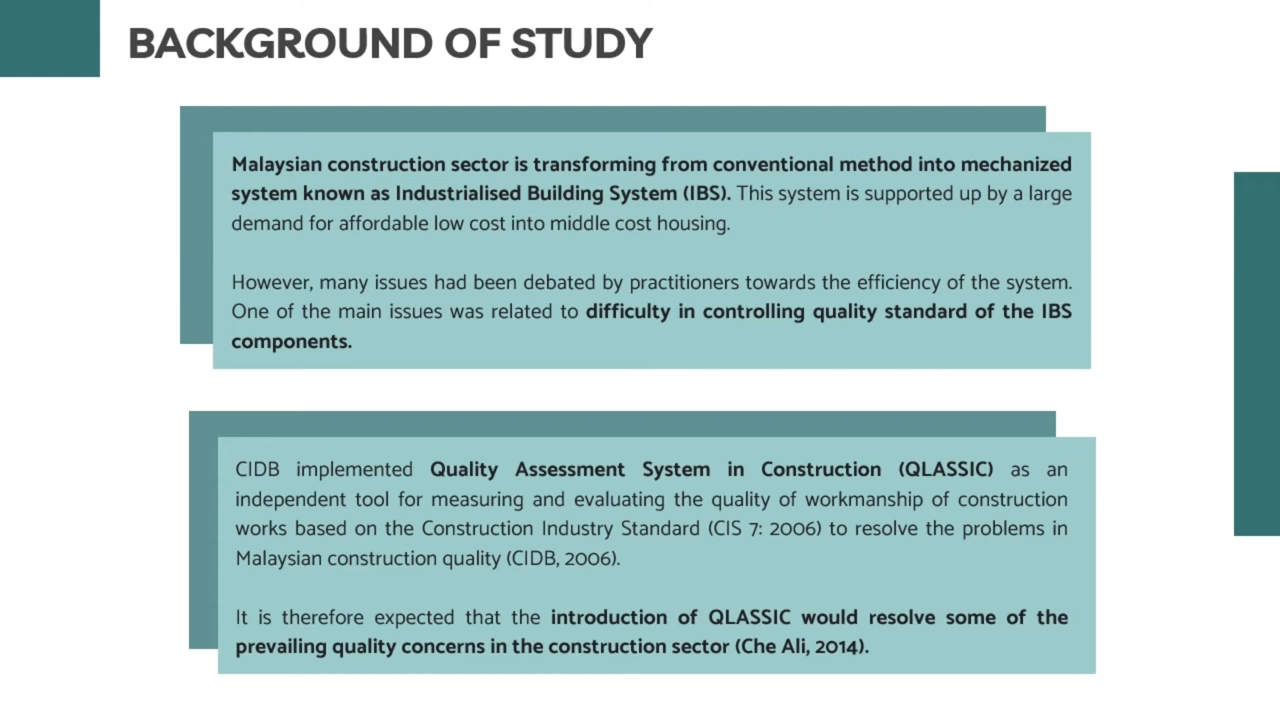 BACKGROUND OF STUDY
Malaysian construction sector is transforming from conventional method into mechanized
system known as Industrialised Building System (IBS). This system is supported up by a large
demand for affordable low cost into middle cost housing.
However, many issues had been debated by practitioners towards the efficiency of the system.
One of the main issues was related to difficulty in controlling quality standard of the IBS
components.
CIDB implemented Quality Assessment System in Construction (QLASSIC) as an
independent tool for measuring and evaluating the quality of workmanship of construction
works based on the Construction Industry Standard (CIS 7: 2006) to resolve the problems in
Malaysian construction quality (CIDB, 2006).
It is therefore expected that the introduction of QLASSIC would resolve some of the
prevailing quality concerns in the construction sector (Che Ali, 2014).